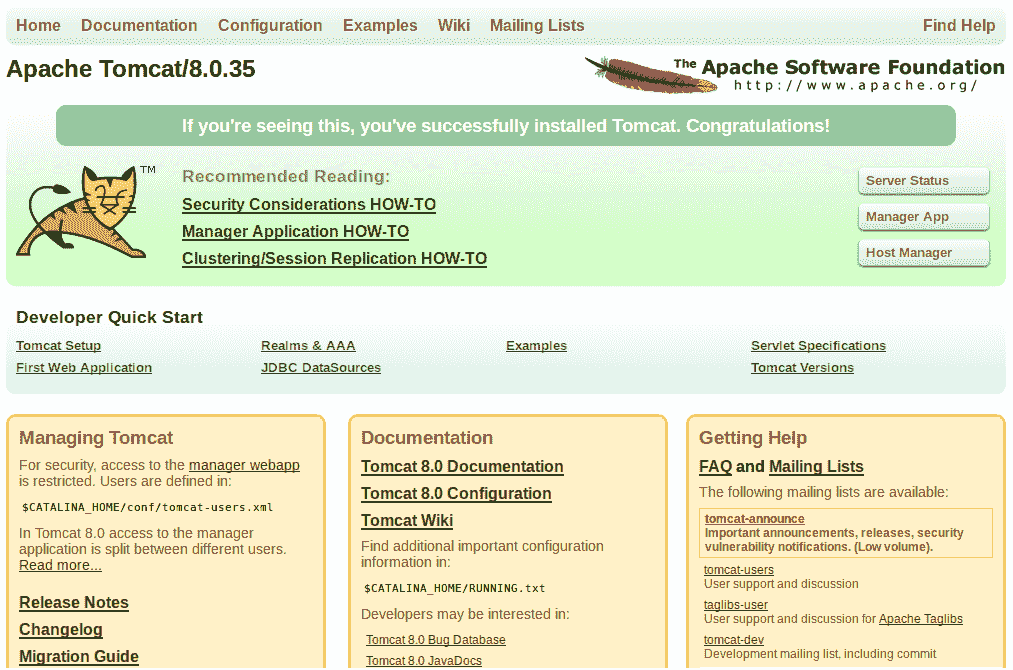 Home Documentation Configuration Examples Wiki Mailing Lists Find Help
Apache Tomcat/8.0.35
The Apache Software Foundation
http://www.apache.org/
If you're seeing this, you've successfully installed Tomcat. Congratulations!
TM
Recommended Reading:
Security Considerations HOW-TO
Manager Application HOW-TO
Clustering/Session Replication HOW-TO
Server Status
Manager App
Host Manager
Developer Quick Start
Tomcat Setup
First Web Application
Realms & AAA
JDBC DataSources
Examples
Servlet Specifications
Tomcat Versions
Managing Tomcat
For security, access to the manager webapp
is restricted. Users are defined in:
$CATALINA_HOME/conf/tomcat-users.xml
In Tomcat 8.0 access to the manager
application is split between different users.
Read more...
Release Notes
Changelog
Migration Guide
Documentation
Tomcat 8.0 Documentation
Tomcat 8.0 Configuration
Tomcat Wiki
Find additional important configuration
information in:
$CATALINA_HOME/RUNNING.txt
Developers may be interested in:
Tomcat 8.0 Bug Database
Tomcat 8.0 JavaDocs
Getting Help
FAQ and Mailing Lists
The following mailing lists are available:
tomcat-announce
Important announcements, releases, security
vulnerability notifications. (Low volume).
tomcat-users
User support and discussion
taglibs-user
User support and discussion for Apache Taglibs
tomcat-dev
Development mailing list, including commit